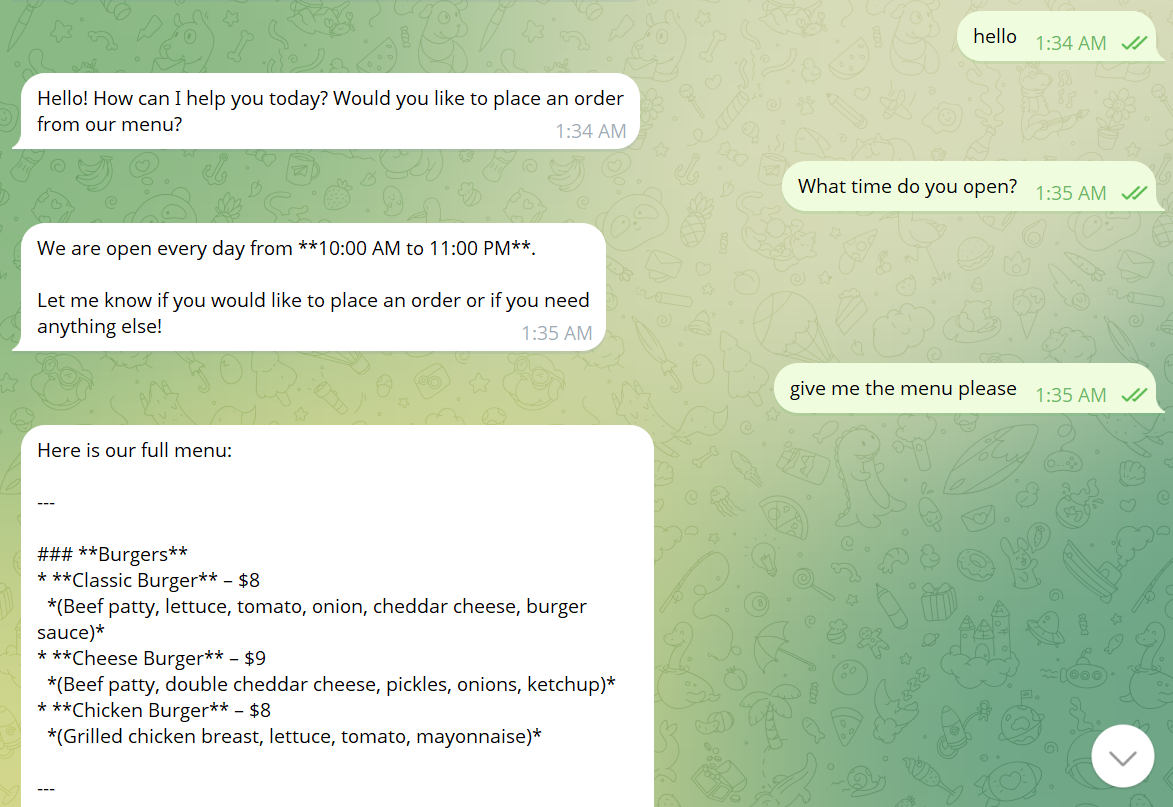 hello 1:34 AM
Hello! How can I help you today? Would you like to place an order
from our menu? 1:34 AM
What time do you open? 1:35 AM
We are open every day from **10:00 AM to 11:00 PM**.
Let me know if you would like to place an order or if you need
anything else! 1:35 AM
give me the menu please 1:35 AM
Here is our full menu:
---
### **Burgers**
* **Classic Burger** – $8
*(Beef patty, lettuce, tomato, onion, cheddar cheese, burger
sauce)*
* **Cheese Burger** – $9
*(Beef patty, double cheddar cheese, pickles, onions, ketchup)*
* **Chicken Burger** – $8
*(Grilled chicken breast, lettuce, tomato, mayonnaise)*
---